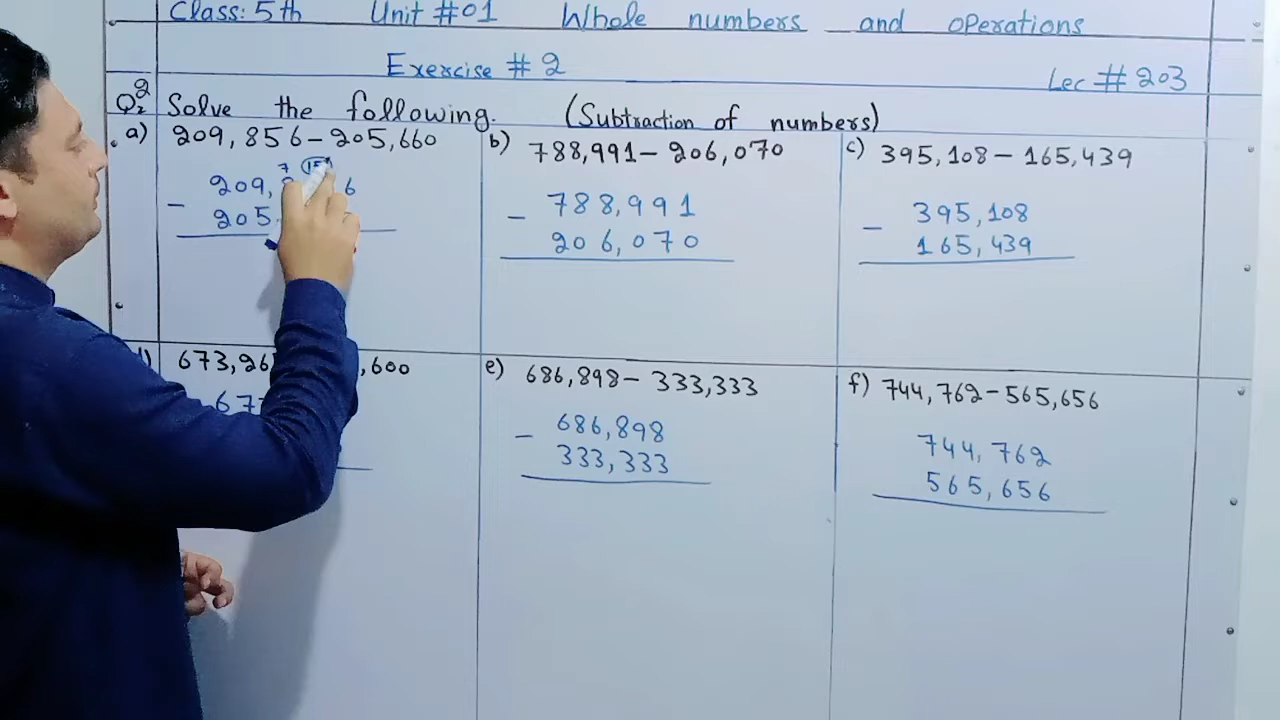 Class: 5th Unit #01 Whole numbers and operations
Exercise # 2
Lec # 203
Q2 Solve the following. (Subtraction of numbers)
a) 209,856 - 205,660
7 15
209, 6
- 205
b) 788,991 - 206,070
788,991
- 206,070
c) 395,108 - 165,439
395,108
- 165,439
673,26 ,600
67
e) 686,898 - 333,333
686,898
- 333,333
f) 744,762 - 565,656
744,762
565,656